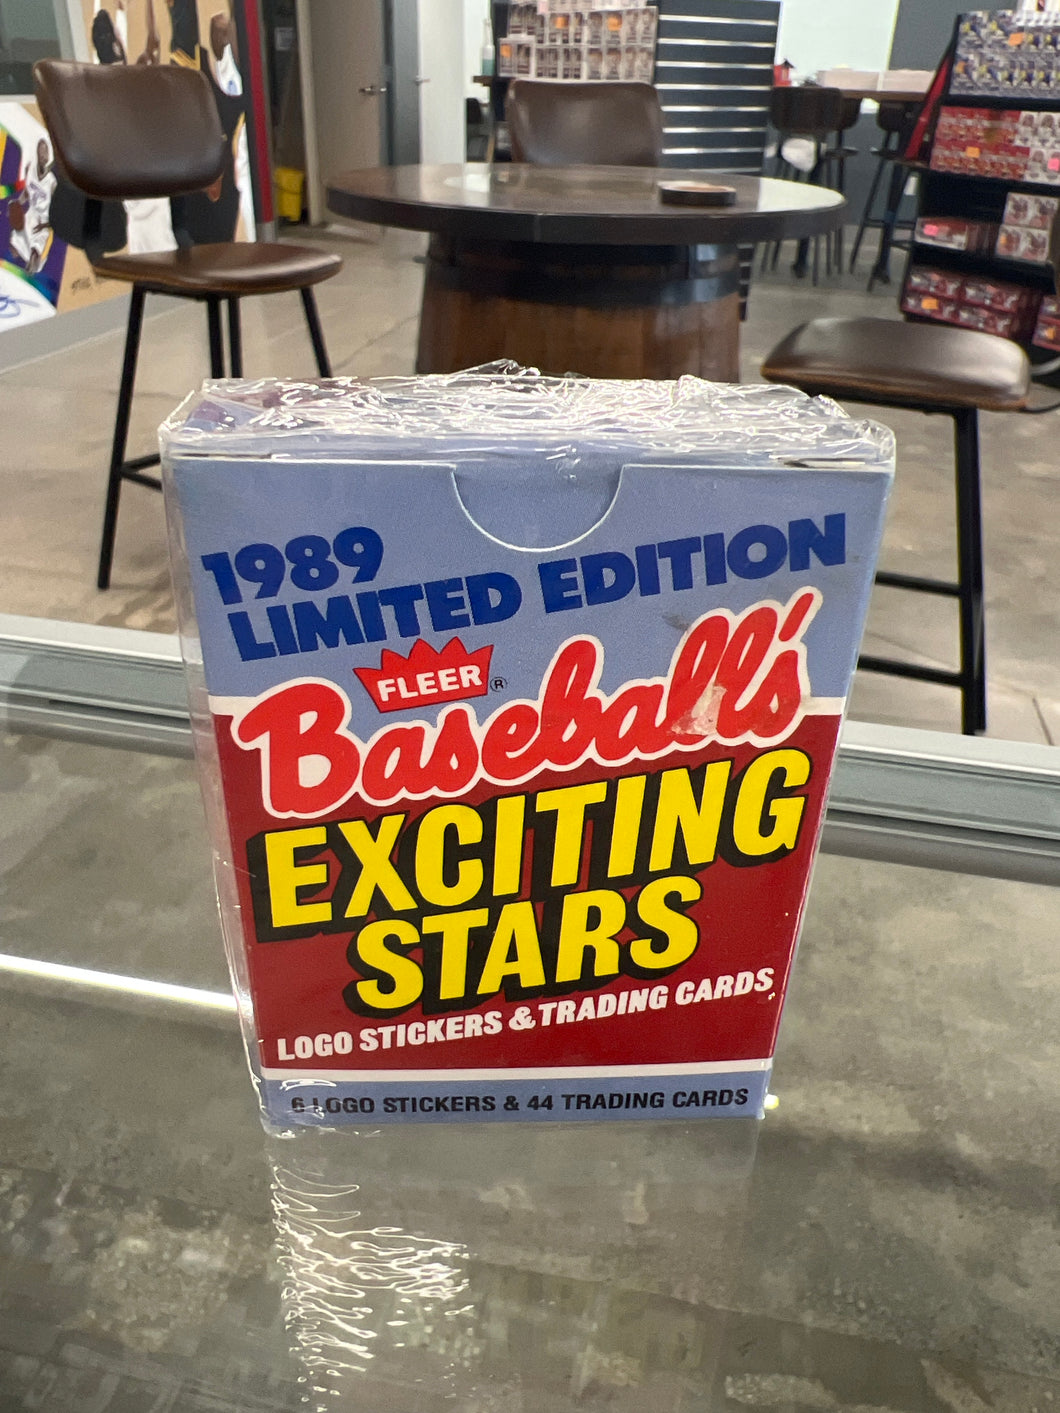 1989
LIMITED EDITION
FLEER®
Baseball's
EXCITING
STARS
LOGO STICKERS & TRADING CARDS
6 LOGO STICKERS & 44 TRADING CARDS